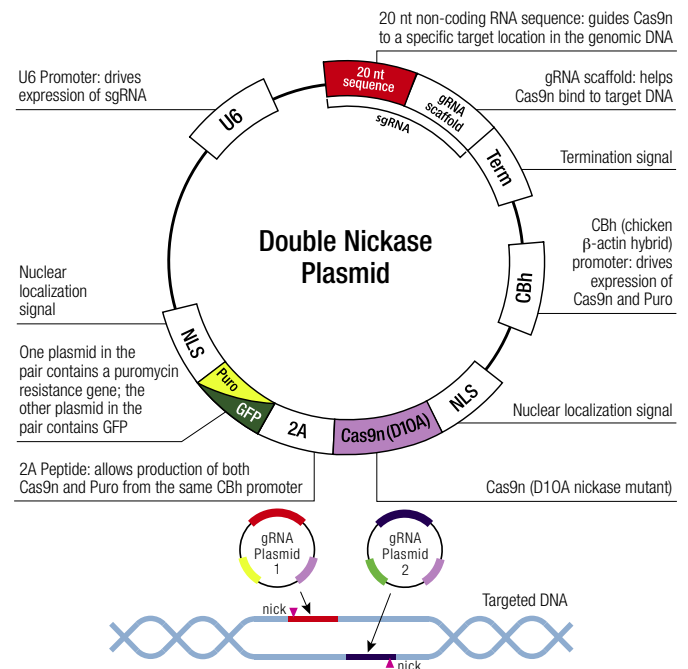 20 nt non-coding RNA sequence: guides Cas9n
to a specific target location in the genomic DNA
U6 Promoter: drives
expression of sgRNA
gRNA scaffold: helps
Cas9n bind to target DNA
20 nt
sequence
gRNA
scaffold
sgRNA
U6
Term
Termination signal
Double Nickase
Plasmid
CBh (chicken
β-actin hybrid)
promoter: drives
expression of
Cas9n and Puro
CBh
Nuclear
localization
signal
NLS
One plasmid in the
pair contains a puromycin
resistance gene; the
other plasmid in the
pair contains GFP
Puro
GFP
2A
Cas9n (D10A)
NLS
Nuclear localization signal
2A Peptide: allows production of both
Cas9n and Puro from the same CBh promoter
Cas9n (D10A nickase mutant)
gRNA
Plasmid
1
gRNA
Plasmid
2
nick
Targeted DNA
nick